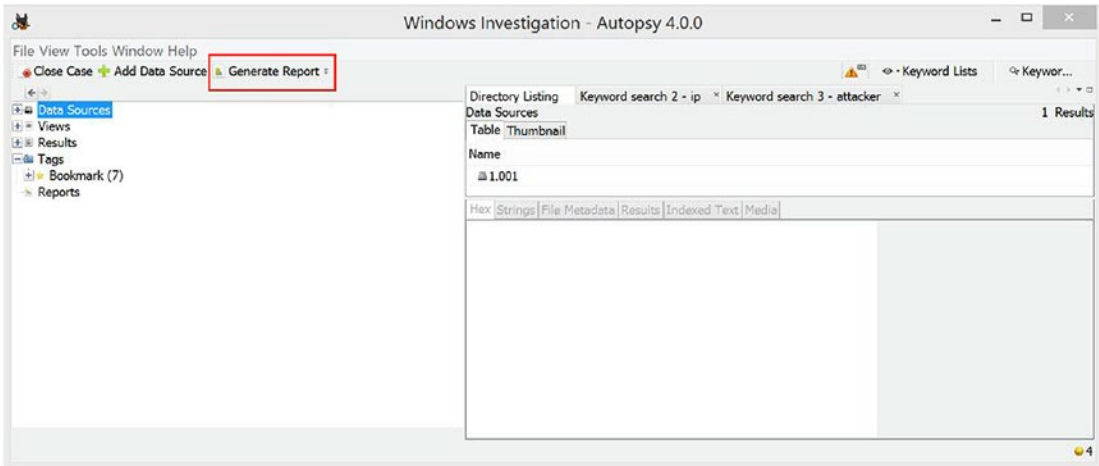 Windows Investigation - Autopsy 4.0.0
File View Tools Window Help
Close Case Add Data Source Generate Report
Keyword Lists
Keywor...
Data Sources
Views
Results
Tags
Bookmark (7)
Reports
Directory Listing Keyword search 2 - ip Keyword search 3 - attacker
Data Sources 1 Results
Table Thumbnail
Name
1.001
Hex Strings File Metadata Results Indexed Text Media
4